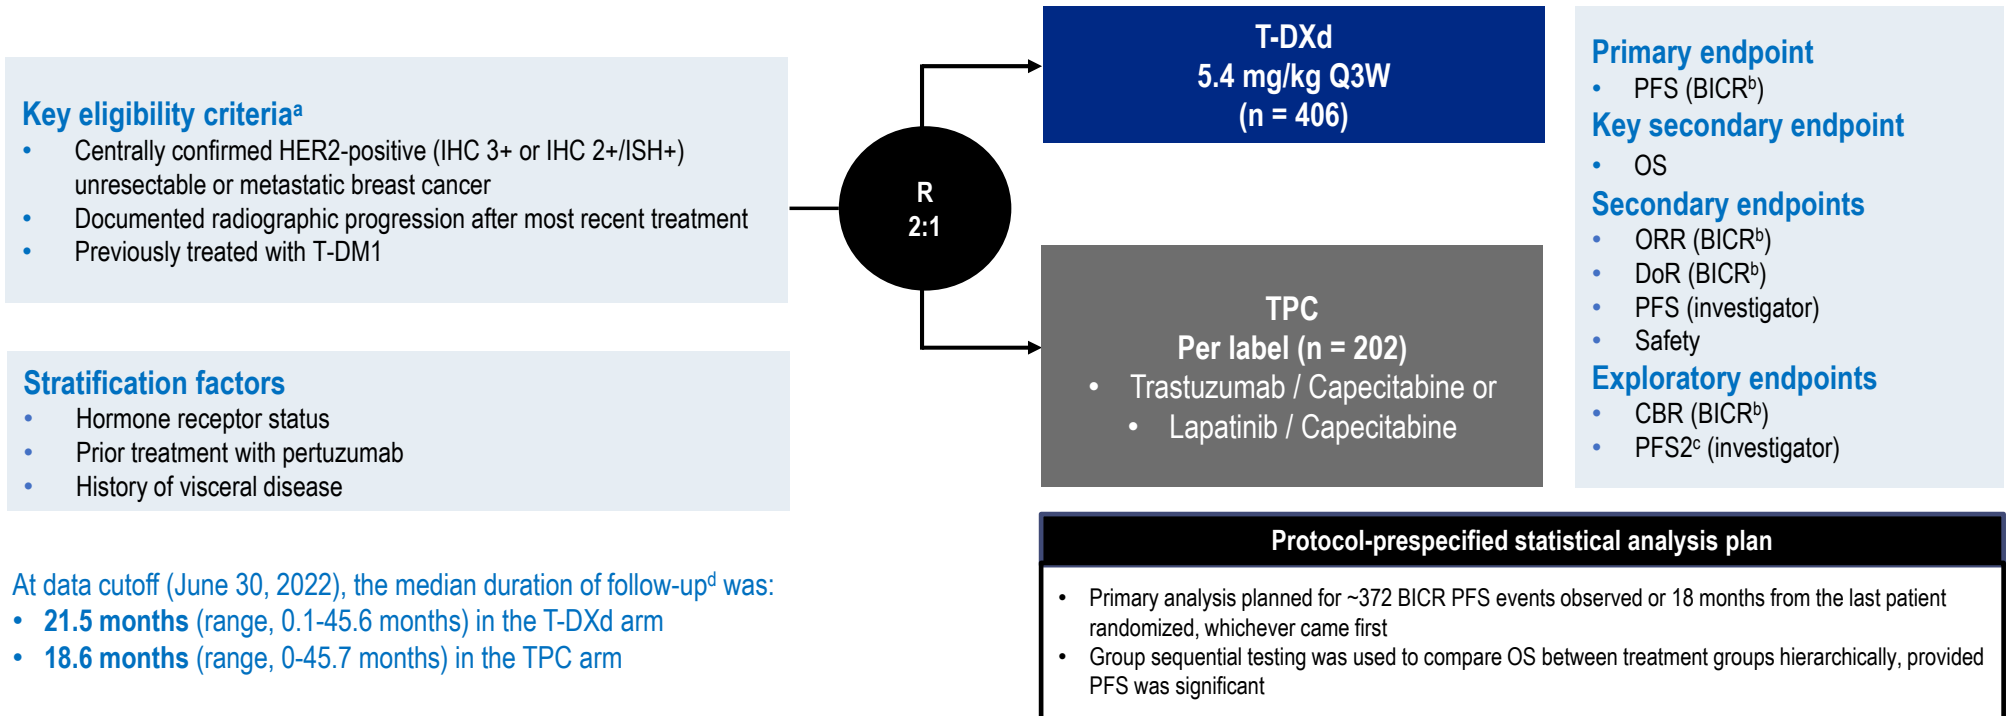 Key eligibility criteriaᵃ
• Centrally confirmed HER2-positive (IHC 3+ or IHC 2+/ISH+)
unresectable or metastatic breast cancer
• Documented radiographic progression after most recent treatment
• Previously treated with T-DM1
Stratification factors
• Hormone receptor status
• Prior treatment with pertuzumab
• History of visceral disease
At data cutoff (June 30, 2022), the median duration of follow-upᵈ was:
• 21.5 months (range, 0.1-45.6 months) in the T-DXd arm
• 18.6 months (range, 0-45.7 months) in the TPC arm
R
2:1
T-DXd
5.4 mg/kg Q3W
(n = 406)
TPC
Per label (n = 202)
• Trastuzumab / Capecitabine or
• Lapatinib / Capecitabine
Primary endpoint
• PFS (BICRᵇ)
Key secondary endpoint
• OS
Secondary endpoints
• ORR (BICRᵇ)
• DoR (BICRᵇ)
• PFS (investigator)
• Safety
Exploratory endpoints
• CBR (BICRᵇ)
• PFS2ᶜ (investigator)
Protocol-prespecified statistical analysis plan
• Primary analysis planned for ~372 BICR PFS events observed or 18 months from the last patient
randomized, whichever came first
• Group sequential testing was used to compare OS between treatment groups hierarchically, provided
PFS was significant